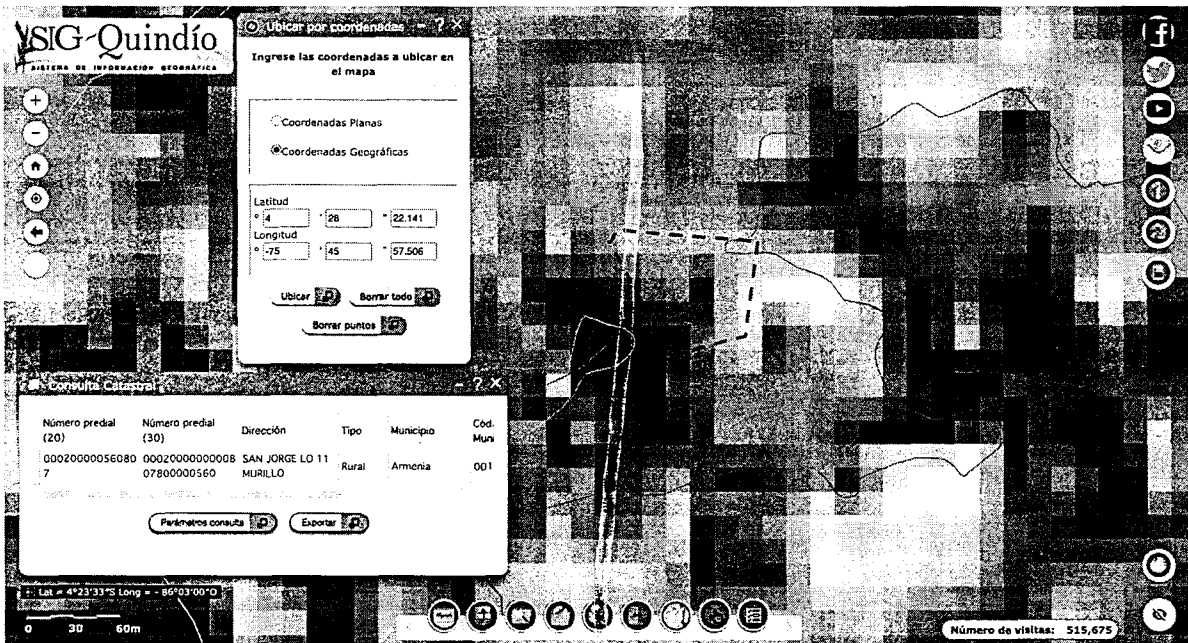 SIG-Quindío
SISTEMA DE INFORMACIÓN GEOGRÁFICA
Ubicar por coordenadas - ? X
Ingrese las coordenadas a ubicar en
el mapa
Coordenadas Planas
Coordenadas Geográficas
Latitud
° 4 ' 28 " 22.141
Longitud
° -75 ' 45 " 57.506
Ubicar Borrar todo
Borrar puntos
Consulta Catastral - ? X
Número predial (20) Número predial (30) Dirección Tipo Municipio Cód. Muni
00020000056080 00020000000008 SAN JORGE LO 11 Rural Armenia 001
7 07800000560 MURILLO
Parámetros consulta Exportar
Lat = 4°23'33"S Long = - 86°03'00"O
0 30 60m
Número de visitas: 515,675